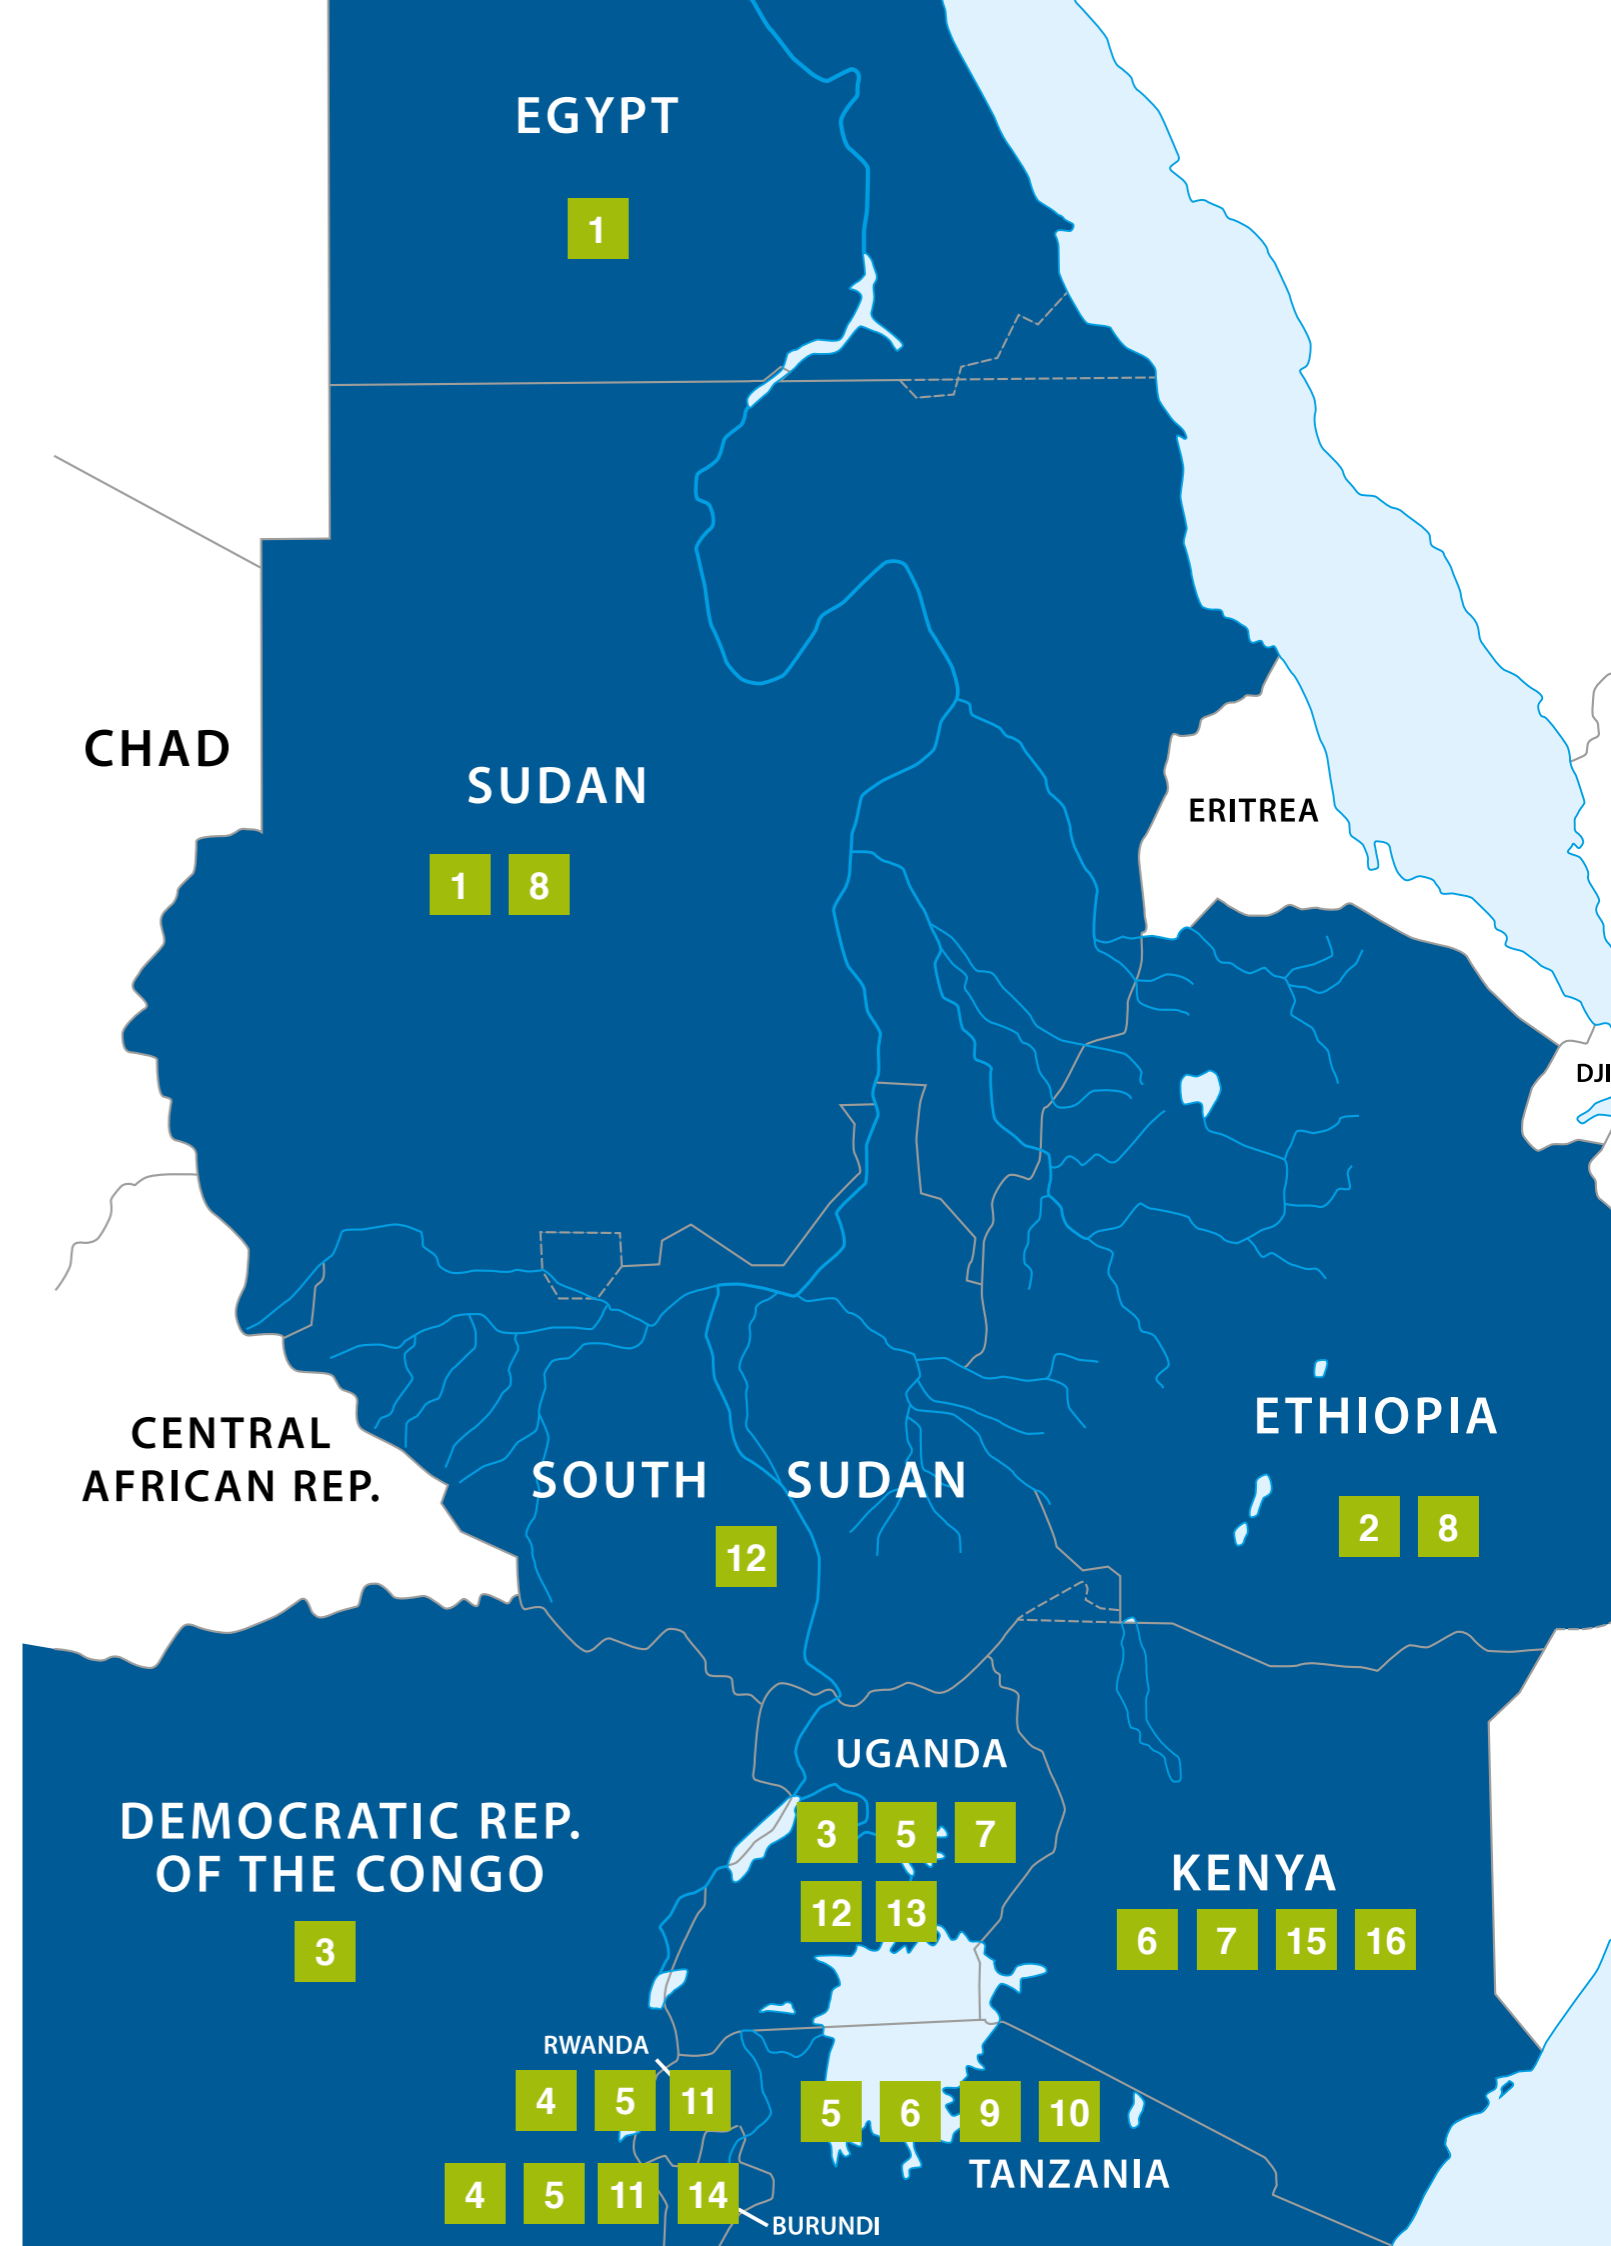 EGYPT
1
CHAD
SUDAN
ERITREA
1 8
DJI
ETHIOPIA
CENTRAL
AFRICAN REP.
SOUTH SUDAN
2 8
12
UGANDA
DEMOCRATIC REP.
OF THE CONGO
3 5 7
KENYA
12 13
3
6 7 15 16
RWANDA
4 5 11
5 6 9 10
TANZANIA
4 5 11 14
BURUNDI